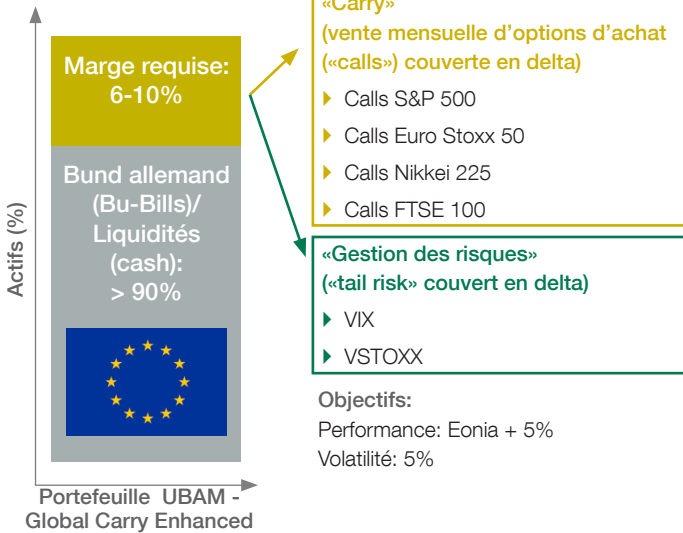 Actifs (%)
Marge requise:
6-10%
Bund allemand
(Bu-Bills)/
Liquidités
(cash):
> 90%
Portefeuille UBAM -
Global Carry Enhanced
«Carry»
(vente mensuelle d’options d’achat
(«calls») couverte en delta)
Calls S&P 500
Calls Euro Stoxx 50
Calls Nikkei 225
Calls FTSE 100
«Gestion des risques»
(«tail risk» couvert en delta)
VIX
VSTOXX
Objectifs:
Performance: Eonia + 5%
Volatilité: 5%